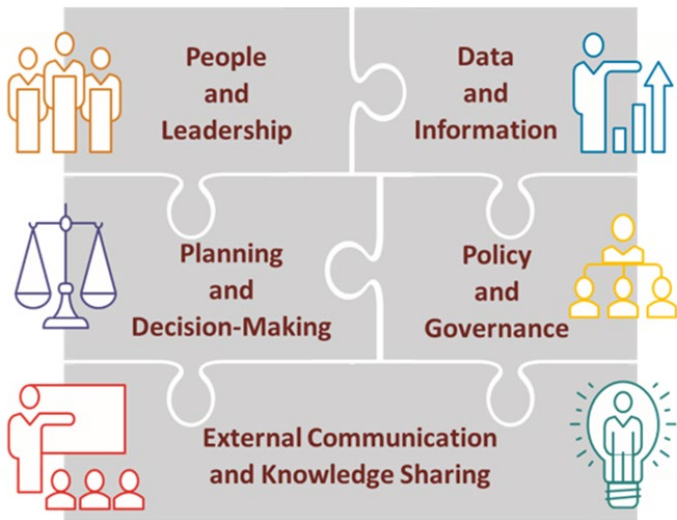 People
and
Leadership
Data
and
Information
Planning
and
Decision-Making
Policy
and
Governance
External Communication
and Knowledge Sharing